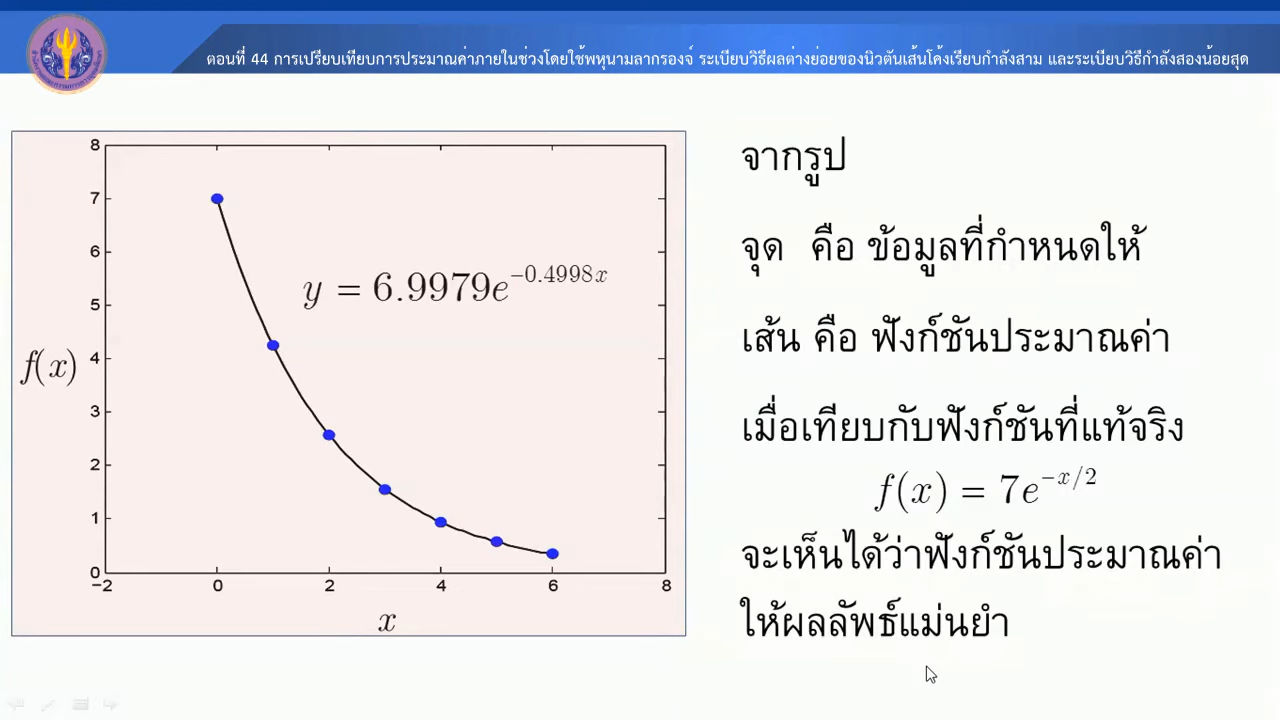 ตอนที่ 44 การเปรียบเทียบการประมาณค่าภายในช่วงโดยใช้พหุนามลากรองจ์ ระเบียบวิธีผลต่างย่อยของนิวตันเส้นโค้งเรียบกำลังสาม และระเบียบวิธีกำลังสองน้อยสุด
8
7
6
5
4
3
2
1
0
f(x)
y = 6.9979e^{-0.4998x}
-2 0 2 4 6 8
x
จากรูป
จุด คือ ข้อมูลที่กำหนดให้
เส้น คือ ฟังก์ชันประมาณค่า
เมื่อเทียบกับฟังก์ชันที่แท้จริง
f(x) = 7e^{-x/2}
จะเห็นได้ว่าฟังก์ชันประมาณค่า
ให้ผลลัพธ์แม่นยำ